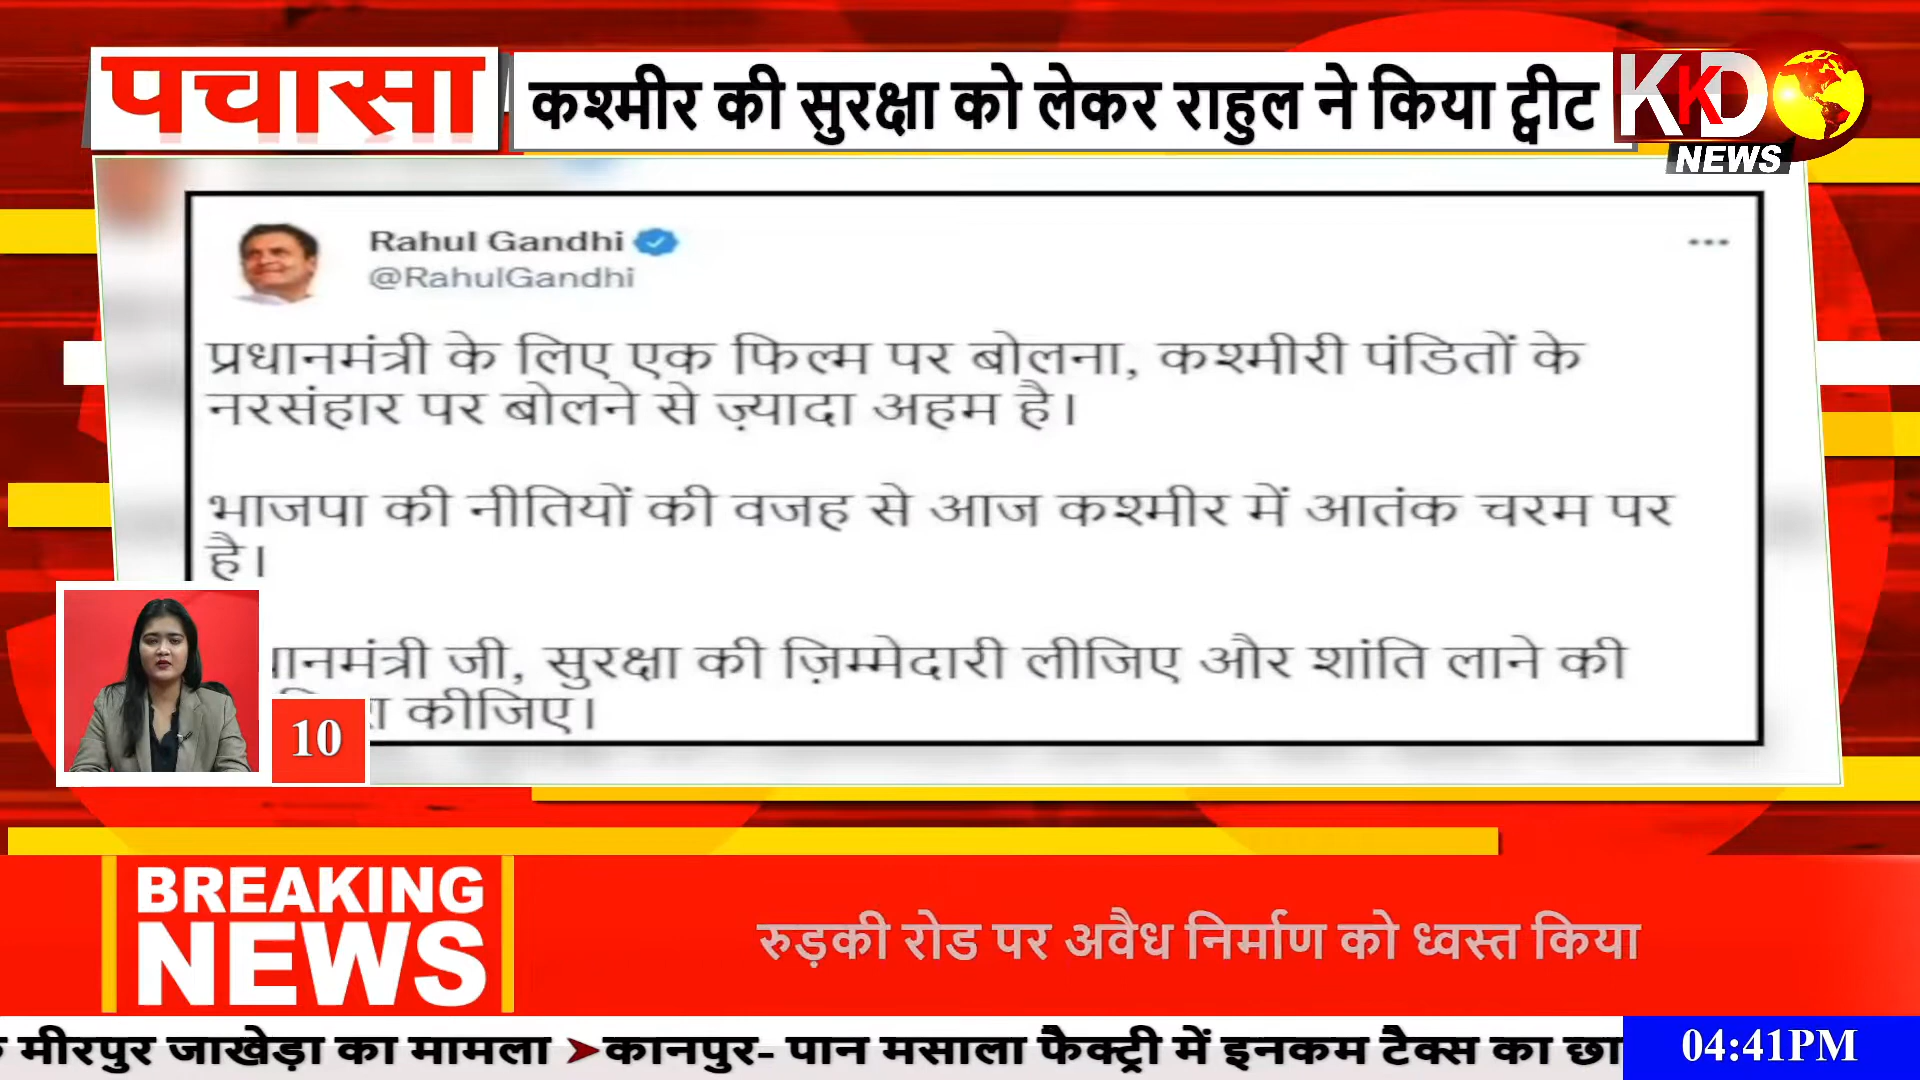 पचासा
कश्मीर की सुरक्षा को लेकर राहुल ने किया ट्वीट
KKD
NEWS
Rahul Gandhi
@RahulGandhi
प्रधानमंत्री के लिए एक फिल्म पर बोलना, कश्मीरी पंडितों के
नरसंहार पर बोलने से ज़्यादा अहम है।
भाजपा की नीतियों की वजह से आज कश्मीर में आतंक चरम पर
है।
जी, सुरक्षा की ज़िम्मेदारी लीजिए और शांति लाने की
कीजिए।
10
BREAKING
NEWS
रुड़की रोड पर अवैध निर्माण को ध्वस्त किया
मीरपुर जाखेड़ा का मामला ➤कानपुर- पान मसाला फैक्ट्री में इनकम टैक्स का छा
04:41PM